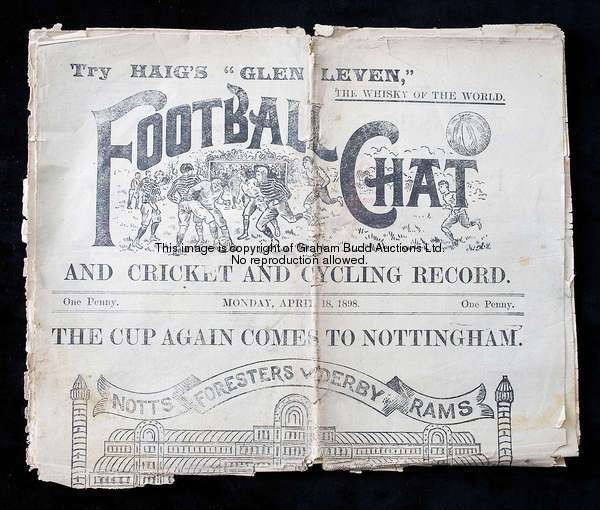 Try HAIG'S "GLEN LEVEN,"
THE WHISKY OF THE WORLD.
FOOTBALL
CHAT
This image is copyright of Graham Budd Auctions Ltd.
No reproduction allowed.
AND CRICKET AND CYCLING RECORD.
One Penny. MONDAY, APRIL 18, 1898. One Penny.
THE CUP AGAIN COMES TO NOTTINGHAM.
NOTTS FORESTERS V DERBY RAMS